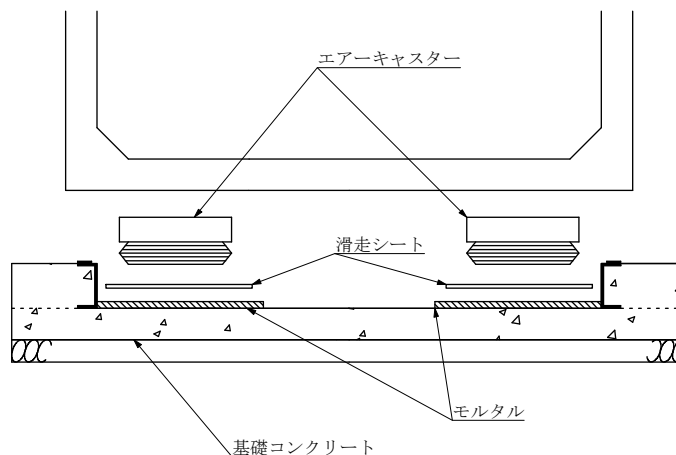 エアーキャスター
滑走シート
モルタル
基礎コンクリート